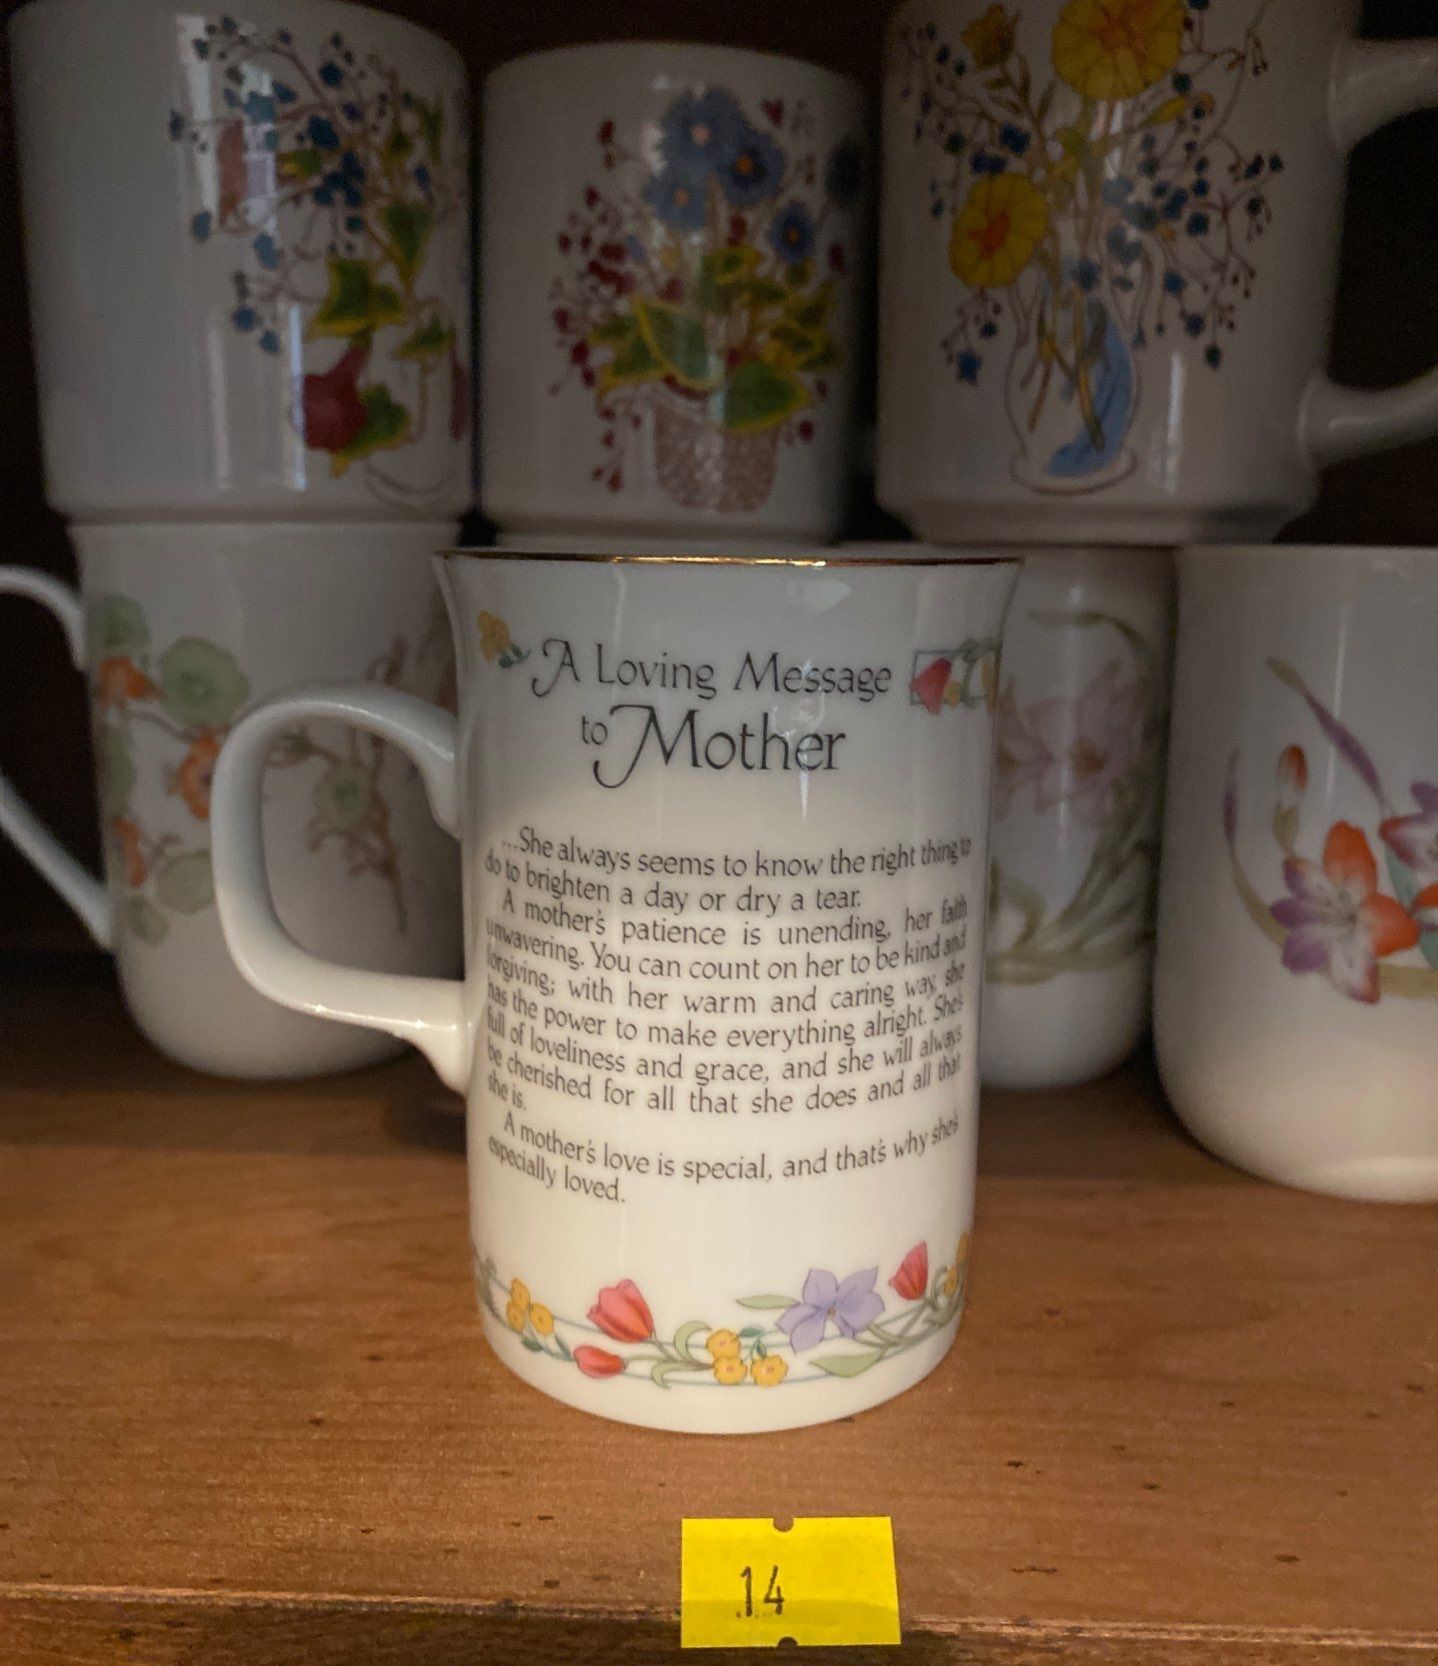 A Loving Message
to Mother
...She always seems to know the right thing to
do to brighten a day or dry a tear.
A mother's patience is unending, her faith
unwavering. You can count on her to be kind and
forgiving; with her warm and caring way, she
has the power to make everything alright. She's
full of loveliness and grace, and she will always
be cherished for all that she does and all that
she is.
A mother's love is special, and that's why she's
especially loved.
14